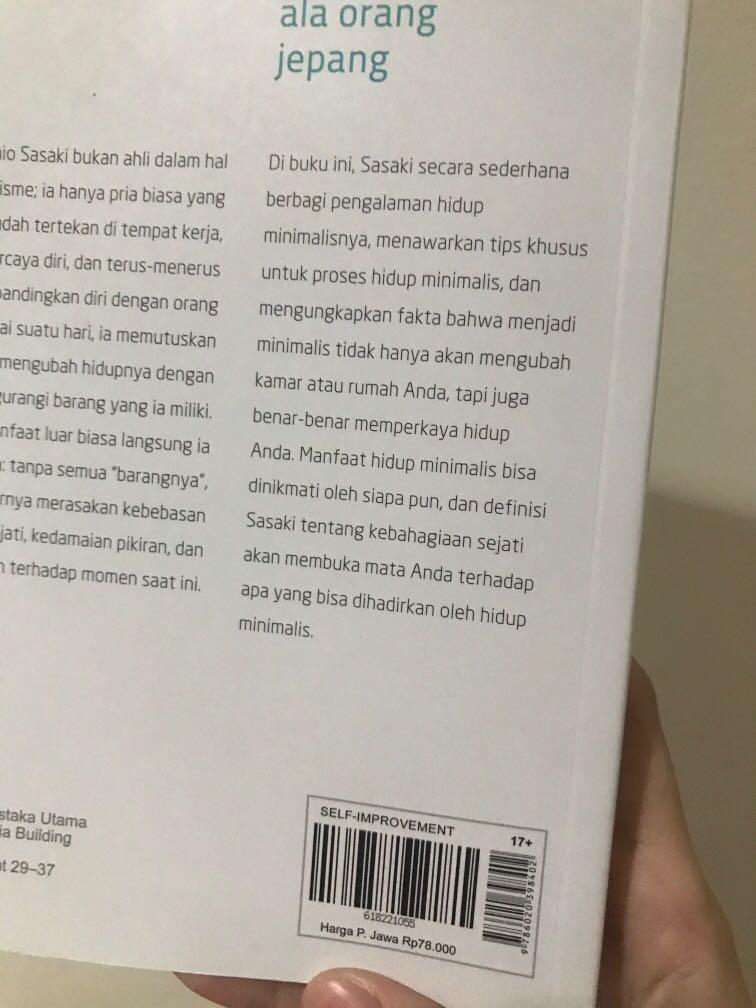 ala orang
jepang
io Sasaki bukan ahli dalam hal
isme; ia hanya pria biasa yang
dah tertekan di tempat kerja,
rcaya diri, dan terus-menerus
bandingkan diri dengan orang
ai suatu hari, ia memutuskan
mengubah hidupnya dengan
gurangi barang yang ia miliki.
nfaat luar biasa langsung ia
: tanpa semua "barangnya",
rnya merasakan kebebasan
jati, kedamaian pikiran, dan
n terhadap momen saat ini.
Di buku ini, Sasaki secara sederhana
berbagi pengalaman hidup
minimalisnya, menawarkan tips khusus
untuk proses hidup minimalis, dan
mengungkapkan fakta bahwa menjadi
minimalis tidak hanya akan mengubah
kamar atau rumah Anda, tapi juga
benar-benar memperkaya hidup
Anda. Manfaat hidup minimalis bisa
dinikmati oleh siapa pun, dan definisi
Sasaki tentang kebahagiaan sejati
akan membuka mata Anda terhadap
apa yang bisa dihadirkan oleh hidup
minimalis.
staka Utama
ia Building
at 29–37
SELF-IMPROVEMENT
17+
618221055
9786020398402
Harga P. Jawa Rp78.000